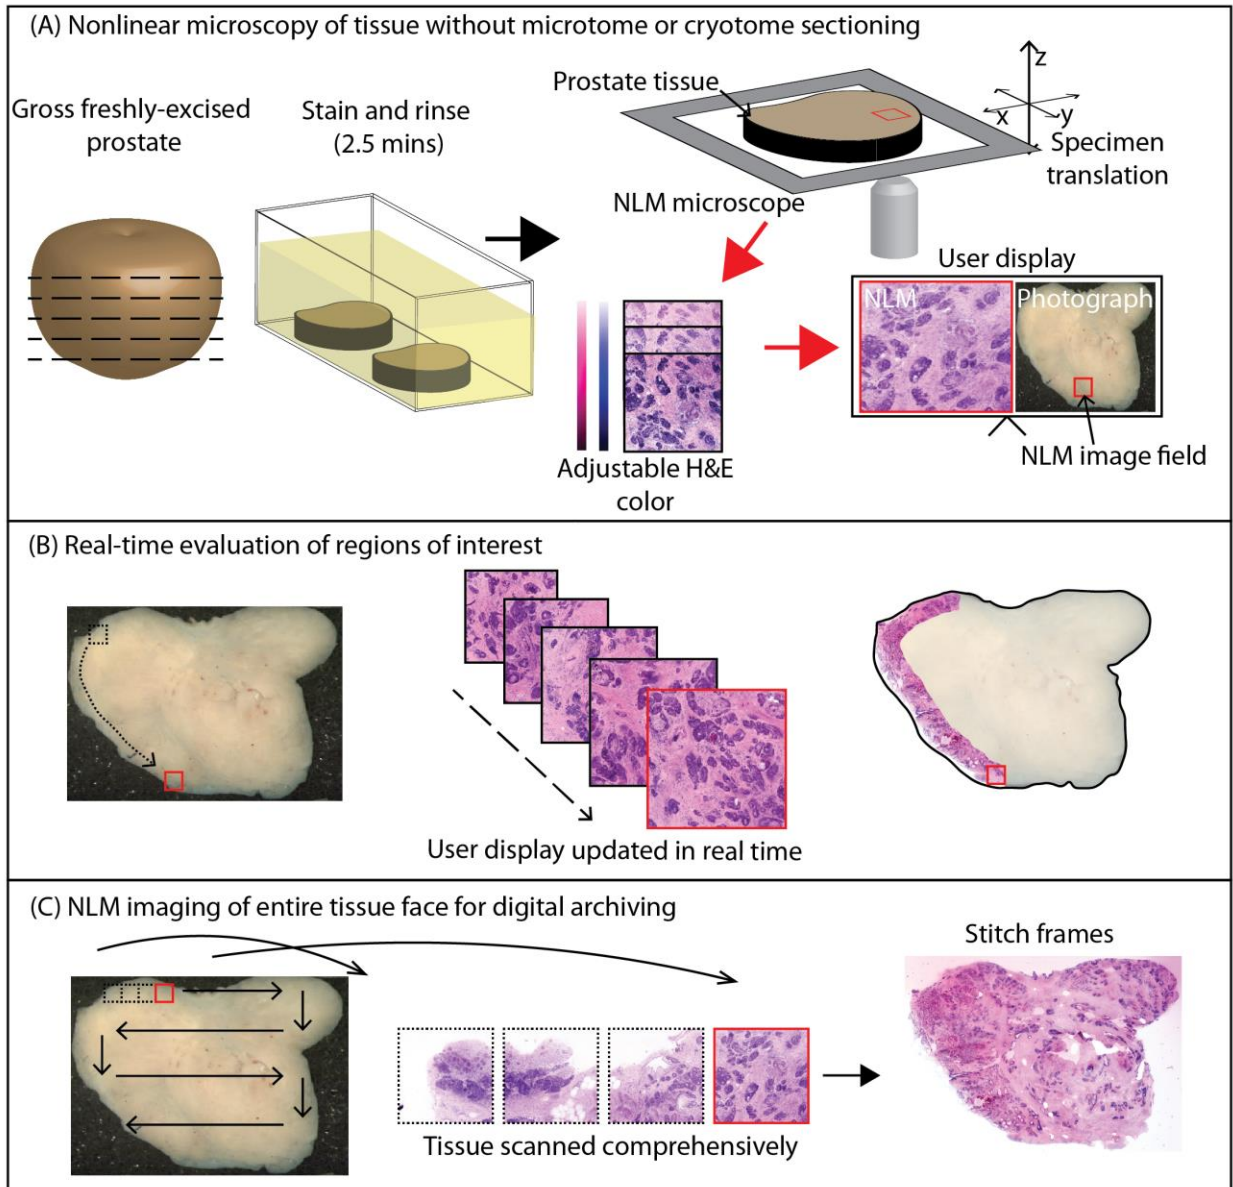 (A) Nonlinear microscopy of tissue without microtome or cryotome sectioning
Gross freshly-excised
prostate
Stain and rinse
(2.5 mins)
Prostate tissue
z
x
y
Specimen
translation
NLM microscope
User display
NLM
Photograph
Adjustable H&E
color
NLM image field
(B) Real-time evaluation of regions of interest
User display updated in real time
(C) NLM imaging of entire tissue face for digital archiving
Stitch frames
Tissue scanned comprehensively